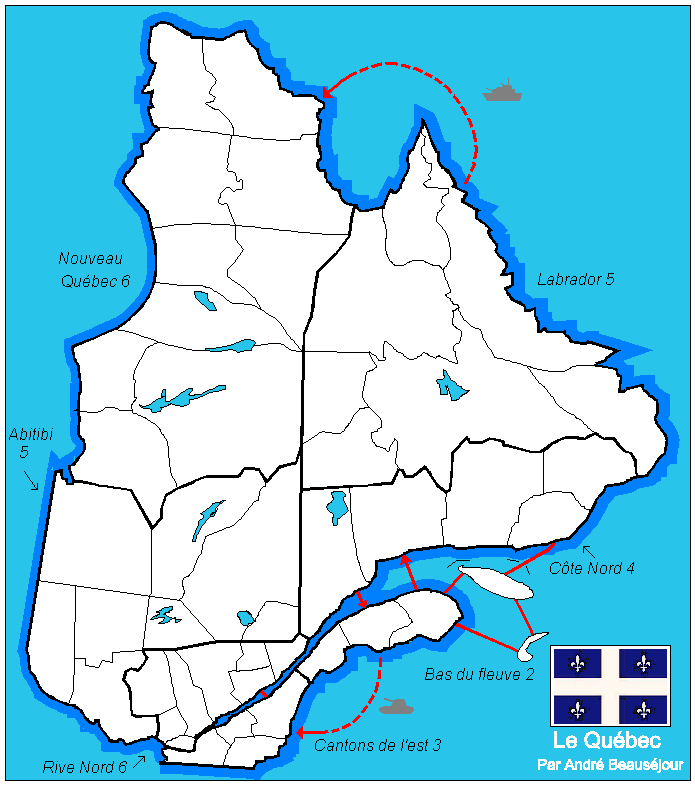 Nouveau
Québec 6
Labrador 5
Abitibi
5
Côte Nord 4
Bas du fleuve 2
Cantons de l'est 3
Rive Nord 6
Le Québec
Par André Beauséjour